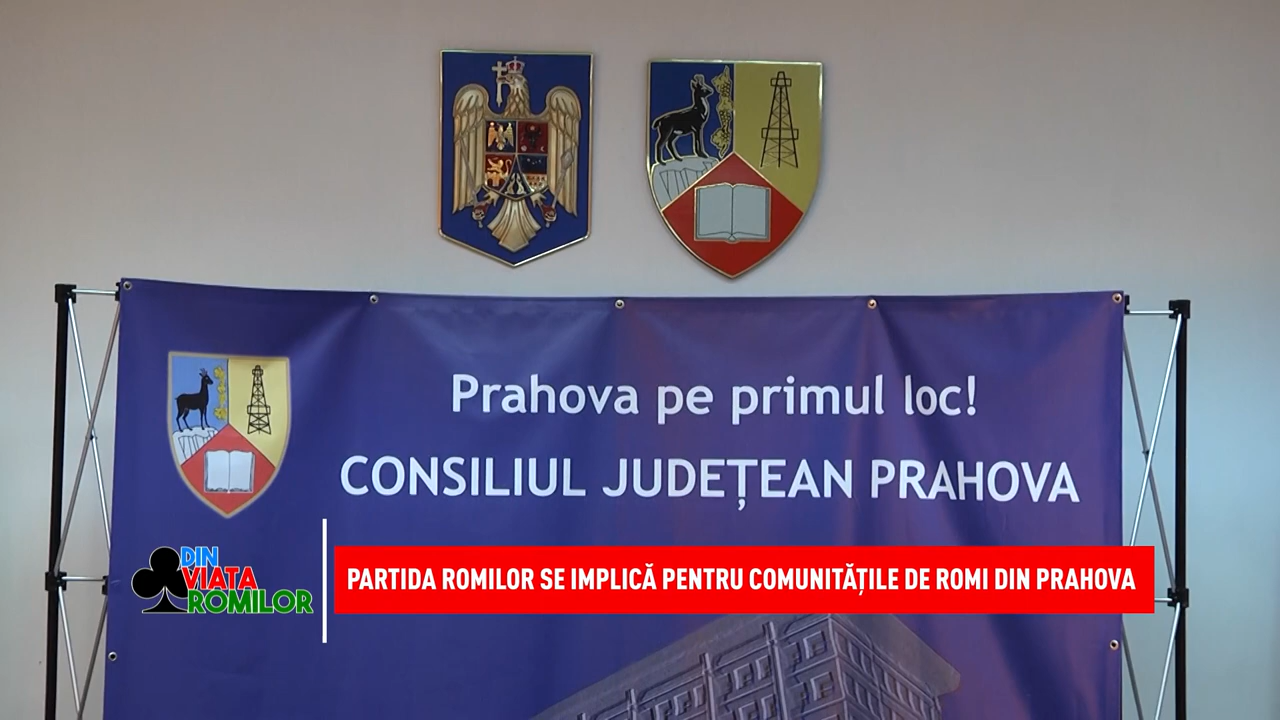 Prahova pe primul loc!
CONSILIUL JUDEȚEAN PRAHOVA
DIN
VIAȚA
ROMILOR
PARTIDA ROMILOR SE IMPLICĂ PENTRU COMUNITĂȚILE DE ROMI DIN PRAHOVA